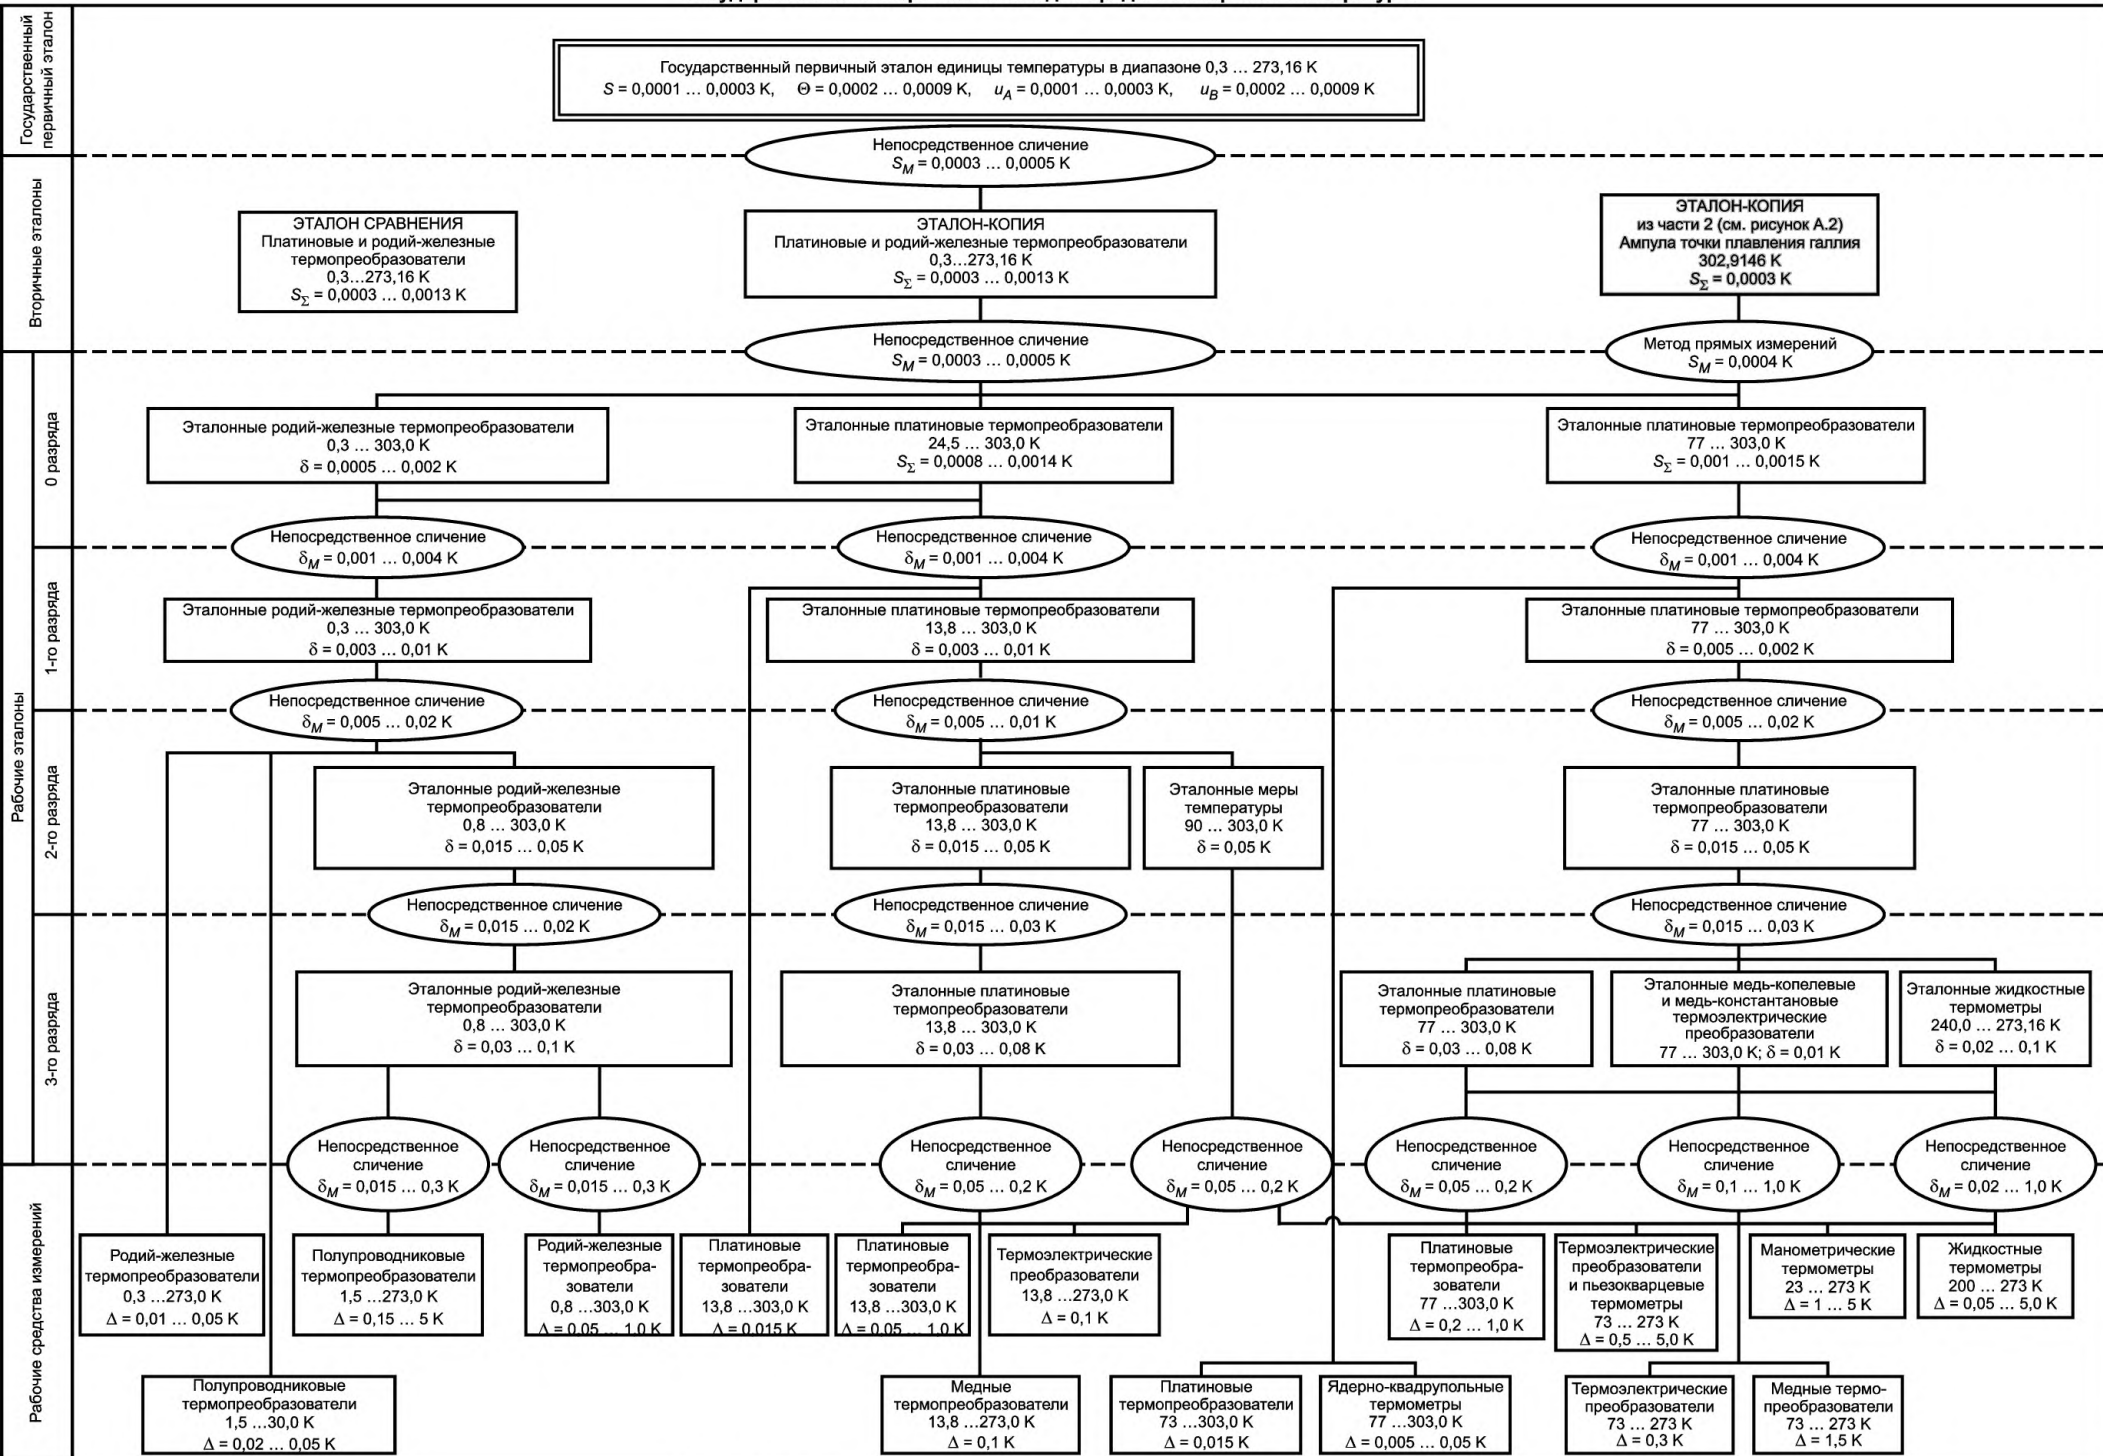 Государственный
первичный эталон
Государственный первичный эталон единицы температуры в диапазоне 0,3 ... 273,16 K
S = 0,0001 ... 0,0003 K, Θ = 0,0002 ... 0,0009 K, u_A = 0,0001 ... 0,0003 K, u_B = 0,0002 ... 0,0009 K
Непосредственное сличение
S_M = 0,0003 ... 0,0005 K
Вторичные эталоны
ЭТАЛОН СРАВНЕНИЯ
Платиновые и родий-железные
термопреобразователи
0,3...273,16 K
S_Σ = 0,0003 ... 0,0013 K
ЭТАЛОН-КОПИЯ
Платиновые и родий-железные термопреобразователи
0,3...273,16 K
S_Σ = 0,0003 ... 0,0013 K
ЭТАЛОН-КОПИЯ
из части 2 (см. рисунок А.2)
Ампула точки плавления галлия
302,9146 K
S_Σ = 0,0003 K
Непосредственное сличение
S_M = 0,0003 ... 0,0005 K
Метод прямых измерений
S_M = 0,0004 K
Рабочие эталоны
0 разряда
Эталонные родий-железные термопреобразователи
0,3 ... 303,0 K
δ = 0,0005 ... 0,002 K
Эталонные платиновые термопреобразователи
24,5 ... 303,0 K
S_Σ = 0,0008 ... 0,0014 K
Эталонные платиновые термопреобразователи
77 ... 303,0 K
S_Σ = 0,001 ... 0,0015 K
Непосредственное сличение
δ_M = 0,001 ... 0,004 K
Непосредственное сличение
δ_M = 0,001 ... 0,004 K
Непосредственное сличение
δ_M = 0,001 ... 0,004 K
1-го разряда
Эталонные родий-железные термопреобразователи
0,3 ... 303,0 K
δ = 0,003 ... 0,01 K
Эталонные платиновые термопреобразователи
13,8 ... 303,0 K
δ = 0,003 ... 0,01 K
Эталонные платиновые термопреобразователи
77 ... 303,0 K
δ = 0,005 ... 0,002 K
Непосредственное сличение
δ_M = 0,005 ... 0,02 K
Непосредственное сличение
δ_M = 0,005 ... 0,01 K
Непосредственное сличение
δ_M = 0,005 ... 0,02 K
2-го разряда
Эталонные родий-железные
термопреобразователи
0,8 ... 303,0 K
δ = 0,015 ... 0,05 K
Эталонные платиновые
термопреобразователи
13,8 ... 303,0 K
δ = 0,015 ... 0,05 K
Эталонные меры
температуры
90 ... 303,0 K
δ = 0,05 K
Эталонные платиновые
термопреобразователи
77 ... 303,0 K
δ = 0,015 ... 0,05 K
Непосредственное сличение
δ_M = 0,015 ... 0,02 K
Непосредственное сличение
δ_M = 0,015 ... 0,03 K
Непосредственное сличение
δ_M = 0,015 ... 0,03 K
3-го разряда
Эталонные родий-железные
термопреобразователи
0,8 ... 303,0 K
δ = 0,03 ... 0,1 K
Эталонные платиновые
термопреобразователи
13,8 ... 303,0 K
δ = 0,03 ... 0,08 K
Эталонные платиновые
термопреобразователи
77 ... 303,0 K
δ = 0,03 ... 0,08 K
Эталонные медь-копелевые
и медь-константановые
термоэлектрические
преобразователи
77 ... 303,0 K; δ = 0,01 K
Эталонные жидкостные
термометры
240,0 ... 273,16 K
δ = 0,02 ... 0,1 K
Непосредственное
сличение
δ_M = 0,015 ... 0,3 K
Непосредственное
сличение
δ_M = 0,015 ... 0,3 K
Непосредственное
сличение
δ_M = 0,05 ... 0,2 K
Непосредственное
сличение
δ_M = 0,05 ... 0,2 K
Непосредственное
сличение
δ_M = 0,05 ... 0,2 K
Непосредственное
сличение
δ_M = 0,1 ... 1,0 K
Непосредственное
сличение
δ_M = 0,02 ... 1,0 K
Рабочие средства измерений
Родий-железные
термопреобразователи
0,3 ...273,0 K
Δ = 0,01 ... 0,05 K
Полупроводниковые
термопреобразователи
1,5 ...273,0 K
Δ = 0,15 ... 5 K
Родий-железные
термопреобра-
зователи
0,8 ...303,0 K
Δ = 0,05 ... 1,0 K
Платиновые
термопреобра-
зователи
13,8 ...303,0 K
Δ = 0,015 K
Платиновые
термопреобра-
зователи
13,8 ...303,0 K
Δ = 0,05 ... 1,0 K
Термоэлектрические
преобразователи
13,8 ...273,0 K
Δ = 0,1 K
Платиновые
термопреобра-
зователи
77 ...303,0 K
Δ = 0,2 ... 1,0 K
Термоэлектрические
преобразователи
и пьезокварцевые
термометры
73 ... 273 K
Δ = 0,5 ... 5,0 K
Манометрические
термометры
23 ... 273 K
Δ = 1 ... 5 K
Жидкостные
термометры
200 ... 273 K
Δ = 0,05 ... 5,0 K
Полупроводниковые
термопреобразователи
1,5 ...30,0 K
Δ = 0,02 ... 0,05 K
Медные
термопреобразователи
13,8 ...273,0 K
Δ = 0,1 K
Платиновые
термопреобразователи
73 ...303,0 K
Δ = 0,015 K
Ядерно-квадрупольные
термометры
77 ...303,0 K
Δ = 0,005 ... 0,05 K
Термоэлектрические
преобразователи
73 ... 273 K
Δ = 0,3 K
Медные термо-
преобразователи
73 ... 273 K
Δ = 1,5 K